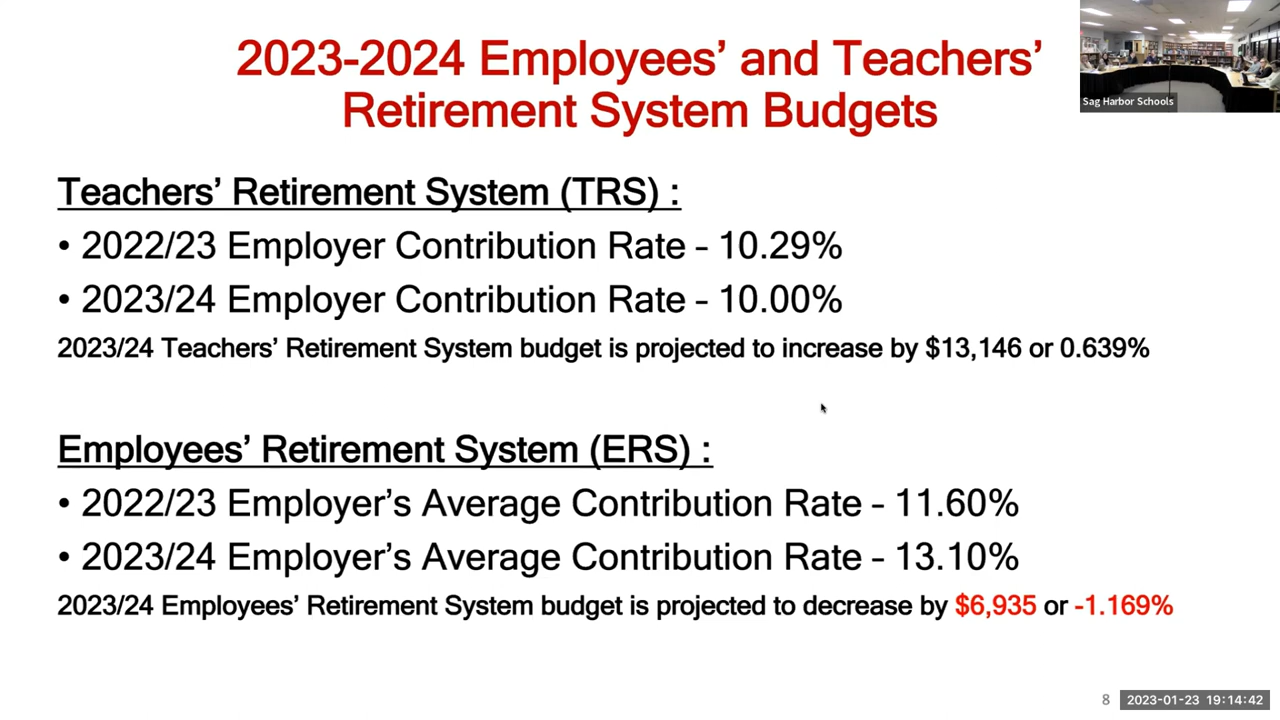 2023-2024 Employees’ and Teachers’
Retirement System Budgets
Sag Harbor Schools
Teachers’ Retirement System (TRS) :
• 2022/23 Employer Contribution Rate – 10.29%
• 2023/24 Employer Contribution Rate – 10.00%
2023/24 Teachers’ Retirement System budget is projected to increase by $13,146 or 0.639%
Employees’ Retirement System (ERS) :
• 2022/23 Employer’s Average Contribution Rate – 11.60%
• 2023/24 Employer’s Average Contribution Rate – 13.10%
2023/24 Employees’ Retirement System budget is projected to decrease by $6,935 or -1.169%
8
2023-01-23 19:14:42